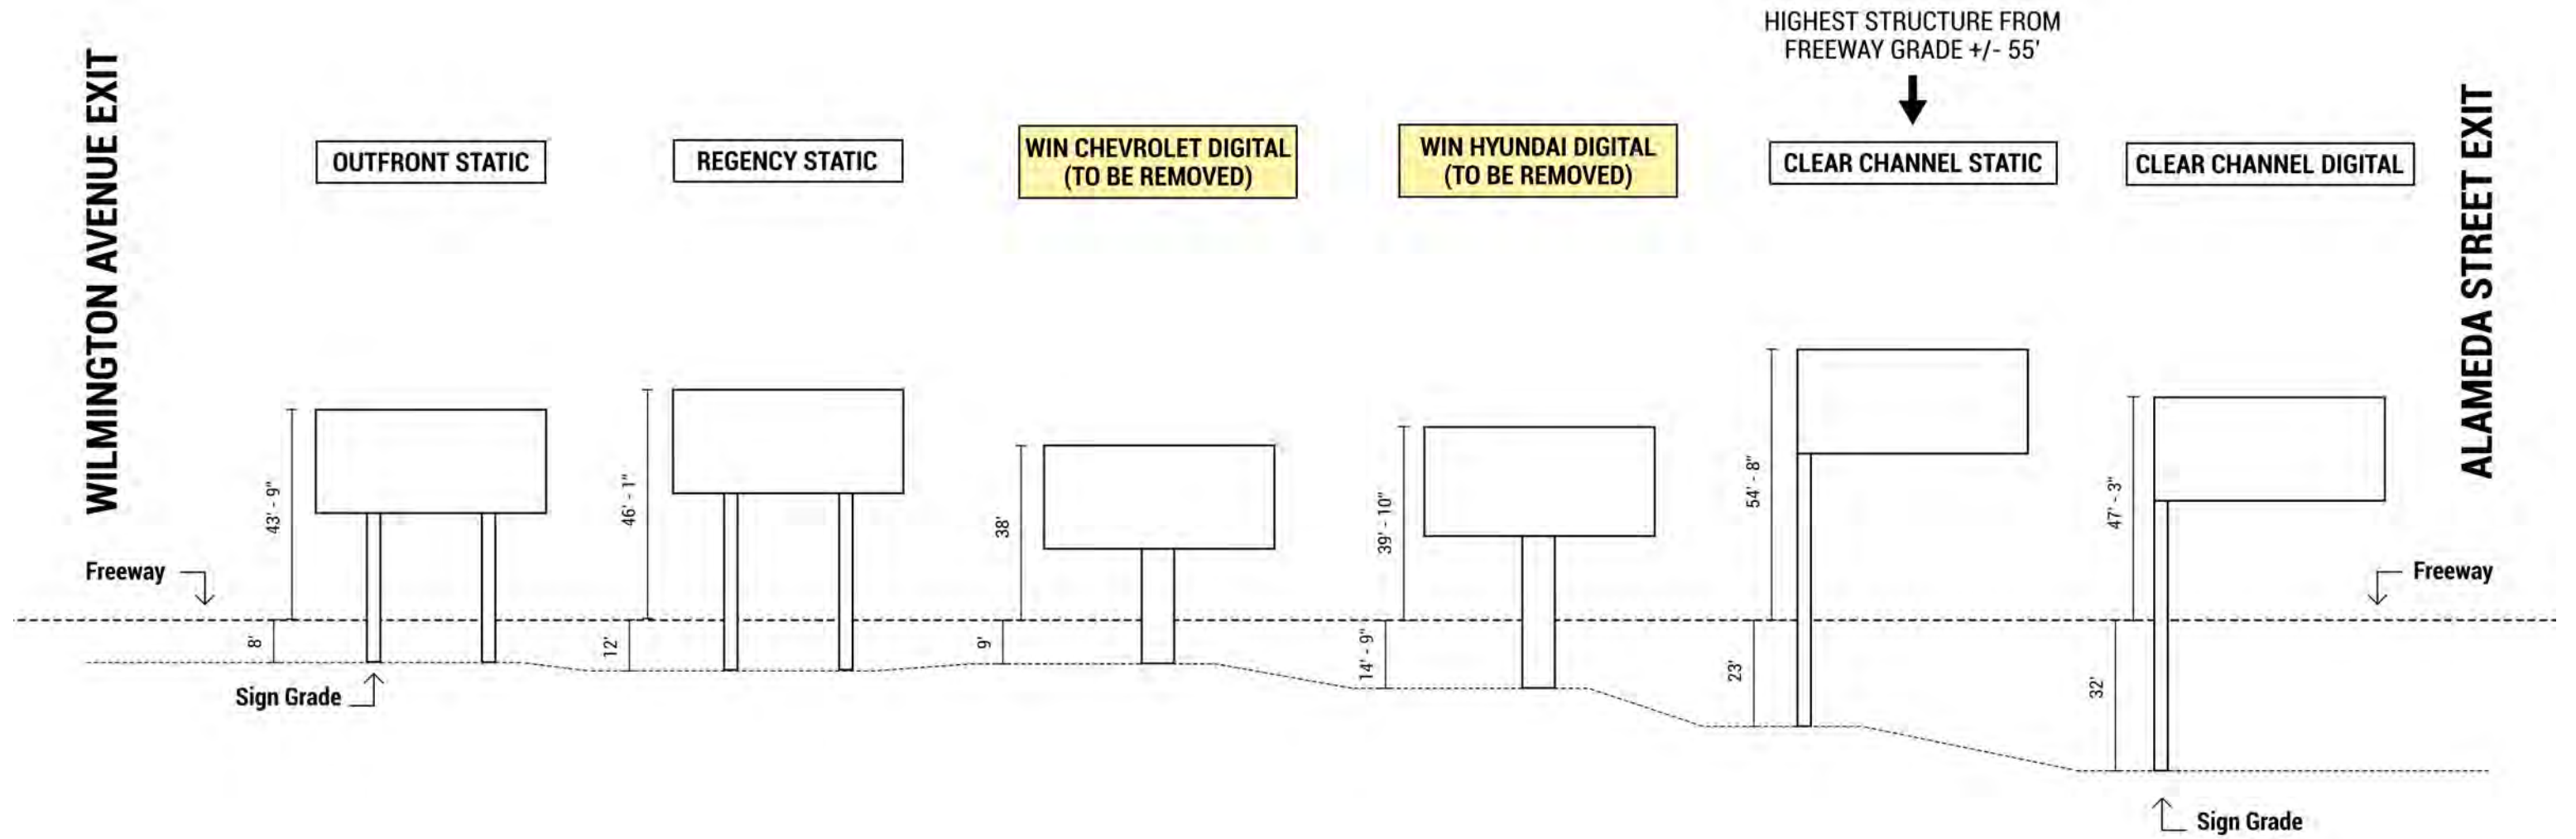 HIGHEST STRUCTURE FROM
FREEWAY GRADE +/- 55'
WILMINGTON AVENUE EXIT
OUTFRONT STATIC
REGENCY STATIC
WIN CHEVROLET DIGITAL
(TO BE REMOVED)
WIN HYUNDAI DIGITAL
(TO BE REMOVED)
CLEAR CHANNEL STATIC
CLEAR CHANNEL DIGITAL
ALAMEDA STREET EXIT
43' - 9"
46' - 1"
38'
39' - 10"
54' - 8"
47' - 3"
Freeway
Freeway
8'
12'
9'
14' - 9"
23'
32'
Sign Grade
Sign Grade